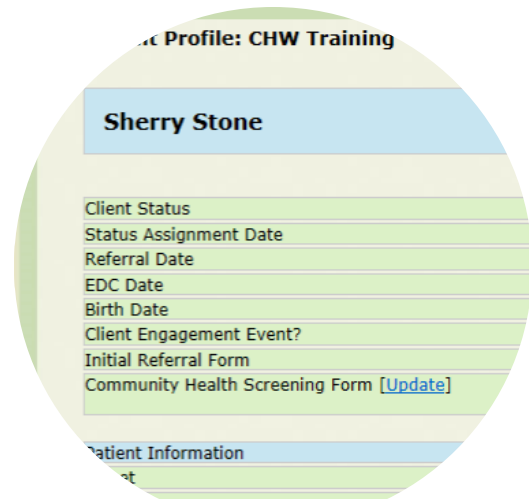 Profile: CHW Training
Sherry Stone
Client Status
Status Assignment Date
Referral Date
EDC Date
Birth Date
Client Engagement Event?
Initial Referral Form
Community Health Screening Form [Update]
Patient Information